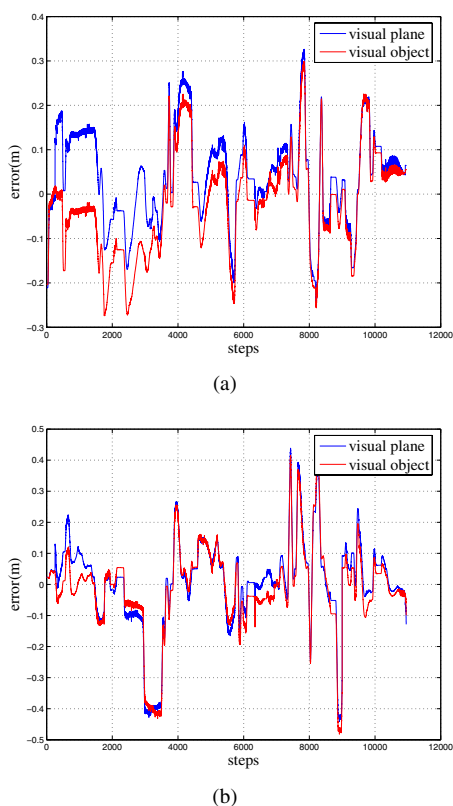 0.4
0.3
0.2
0.1
0
-0.1
-0.2
-0.3
error(m)
visual plane
visual object
0 2000 4000 6000 8000 10000 12000
steps
(a)
0.5
0.4
0.3
0.2
0.1
0
-0.1
-0.2
-0.3
-0.4
-0.5
error(m)
visual plane
visual object
0 2000 4000 6000 8000 10000 12000
steps
(b)